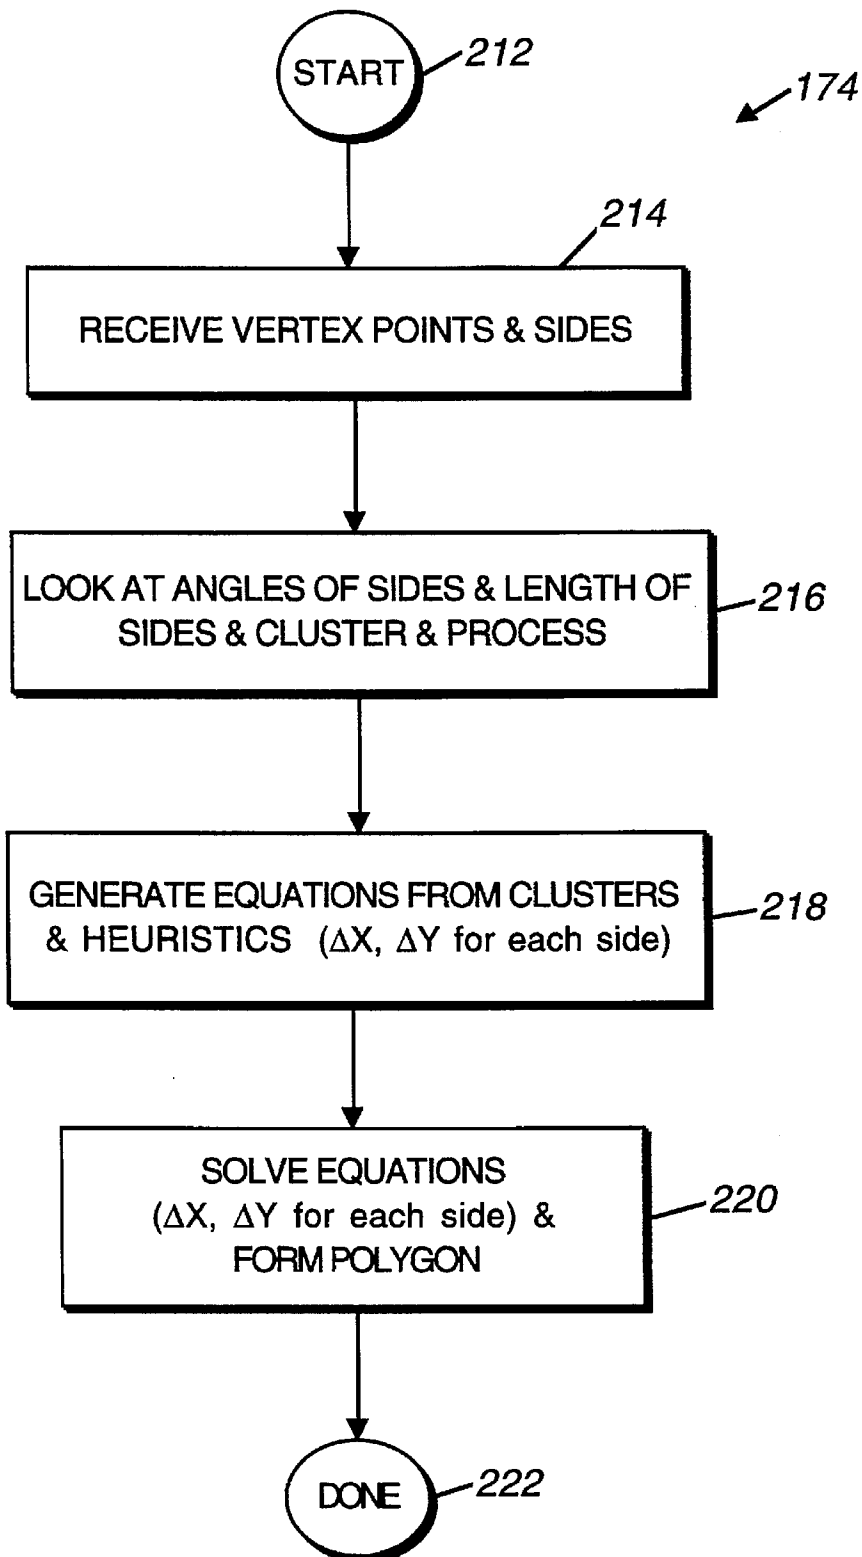 START
212
174
214
RECEIVE VERTEX POINTS & SIDES
LOOK AT ANGLES OF SIDES & LENGTH OF
SIDES & CLUSTER & PROCESS
216
GENERATE EQUATIONS FROM CLUSTERS
& HEURISTICS (ΔX, ΔY for each side)
218
SOLVE EQUATIONS
(ΔX, ΔY for each side) &
FORM POLYGON
220
DONE
222